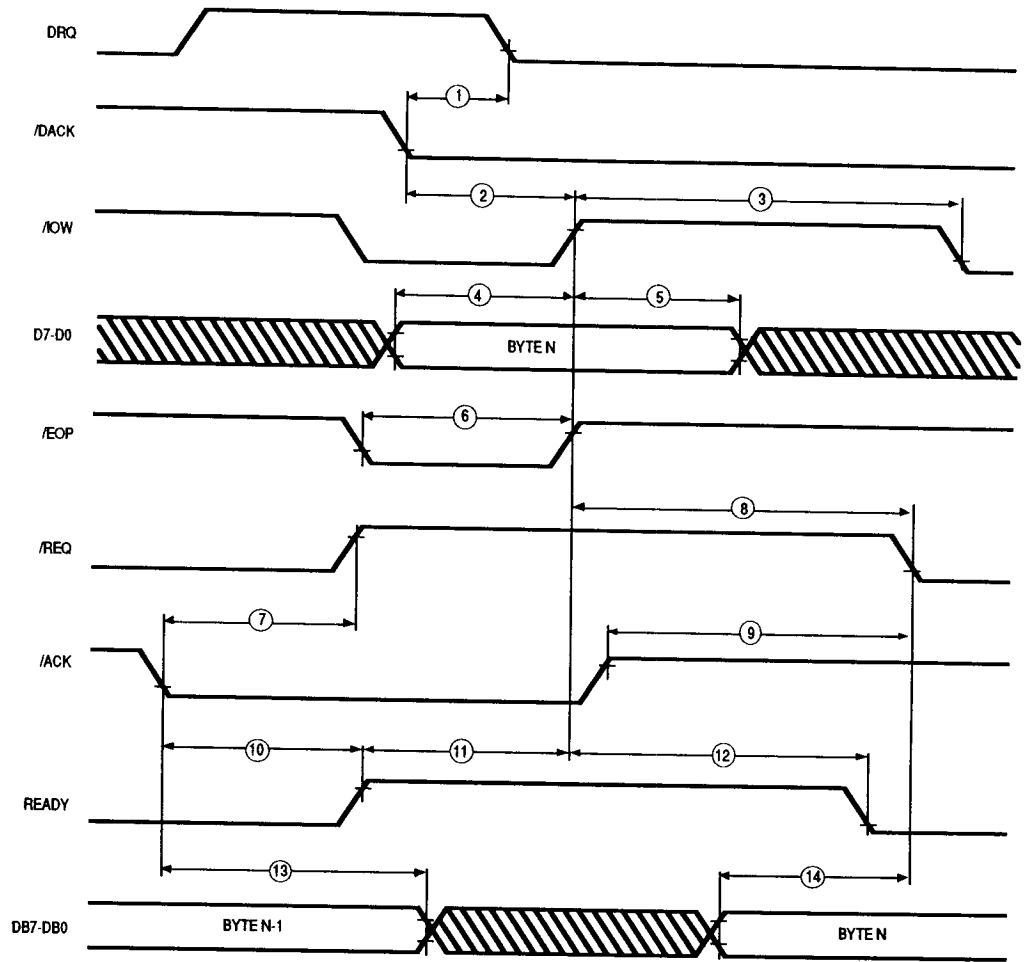 DRQ
1
/DACK
2
3
/IOW
4
5
D7-D0
BYTE N
6
/EOP
8
/REQ
7
9
/ACK
10
11
12
READY
13
14
DB7-DB0
BYTE N-1
BYTE N